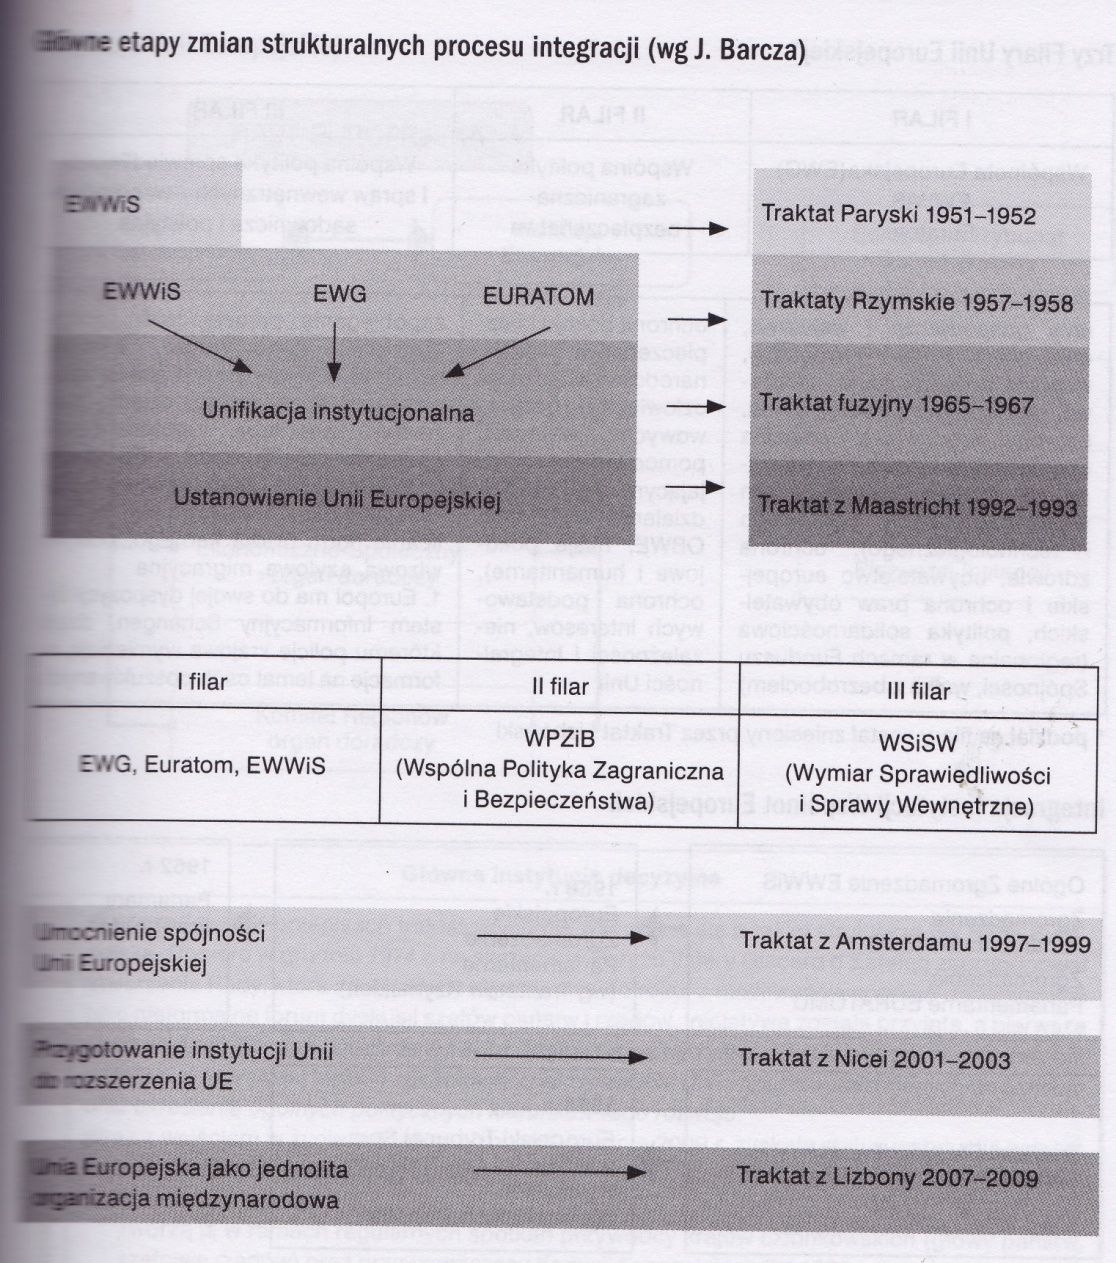 Główne etapy zmian strukturalnych procesu integracji (wg J. Barcza)
EWWiS
Traktat Paryski 1951–1952
EWWiS
EWG
EURATOM
Traktaty Rzymskie 1957–1958
Unifikacja instytucjonalna
Traktat fuzyjny 1965–1967
Ustanowienie Unii Europejskiej
Traktat z Maastricht 1992–1993
I filar
II filar
III filar
EWG, Euratom, EWWiS
WPZiB
(Wspólna Polityka Zagraniczna
i Bezpieczeństwa)
WSiSW
(Wymiar Sprawiedliwości
i Sprawy Wewnętrzne)
Umocnienie spójności
Unii Europejskiej
Traktat z Amsterdamu 1997–1999
Przygotowanie instytucji Unii
do rozszerzenia UE
Traktat z Nicei 2001–2003
Unia Europejska jako jednolita
organizacja międzynarodowa
Traktat z Lizbony 2007–2009